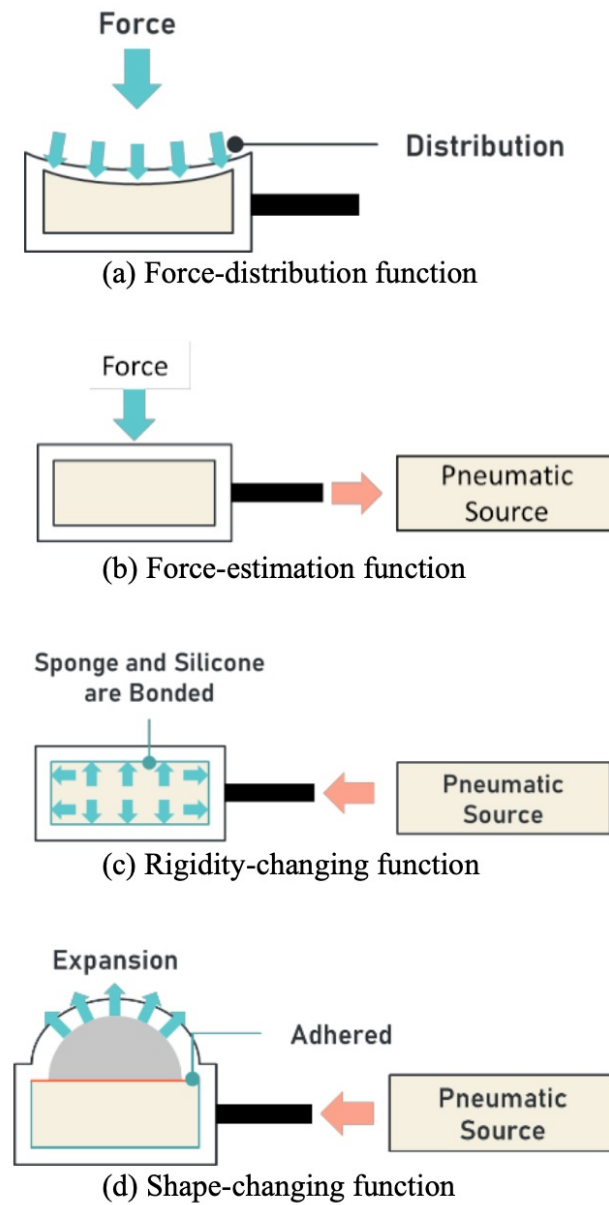 Force
Distribution
(a) Force-distribution function
Force
Pneumatic
Source
(b) Force-estimation function
Sponge and Silicone
are Bonded
Pneumatic
Source
(c) Rigidity-changing function
Expansion
Adhered
Pneumatic
Source
(d) Shape-changing function